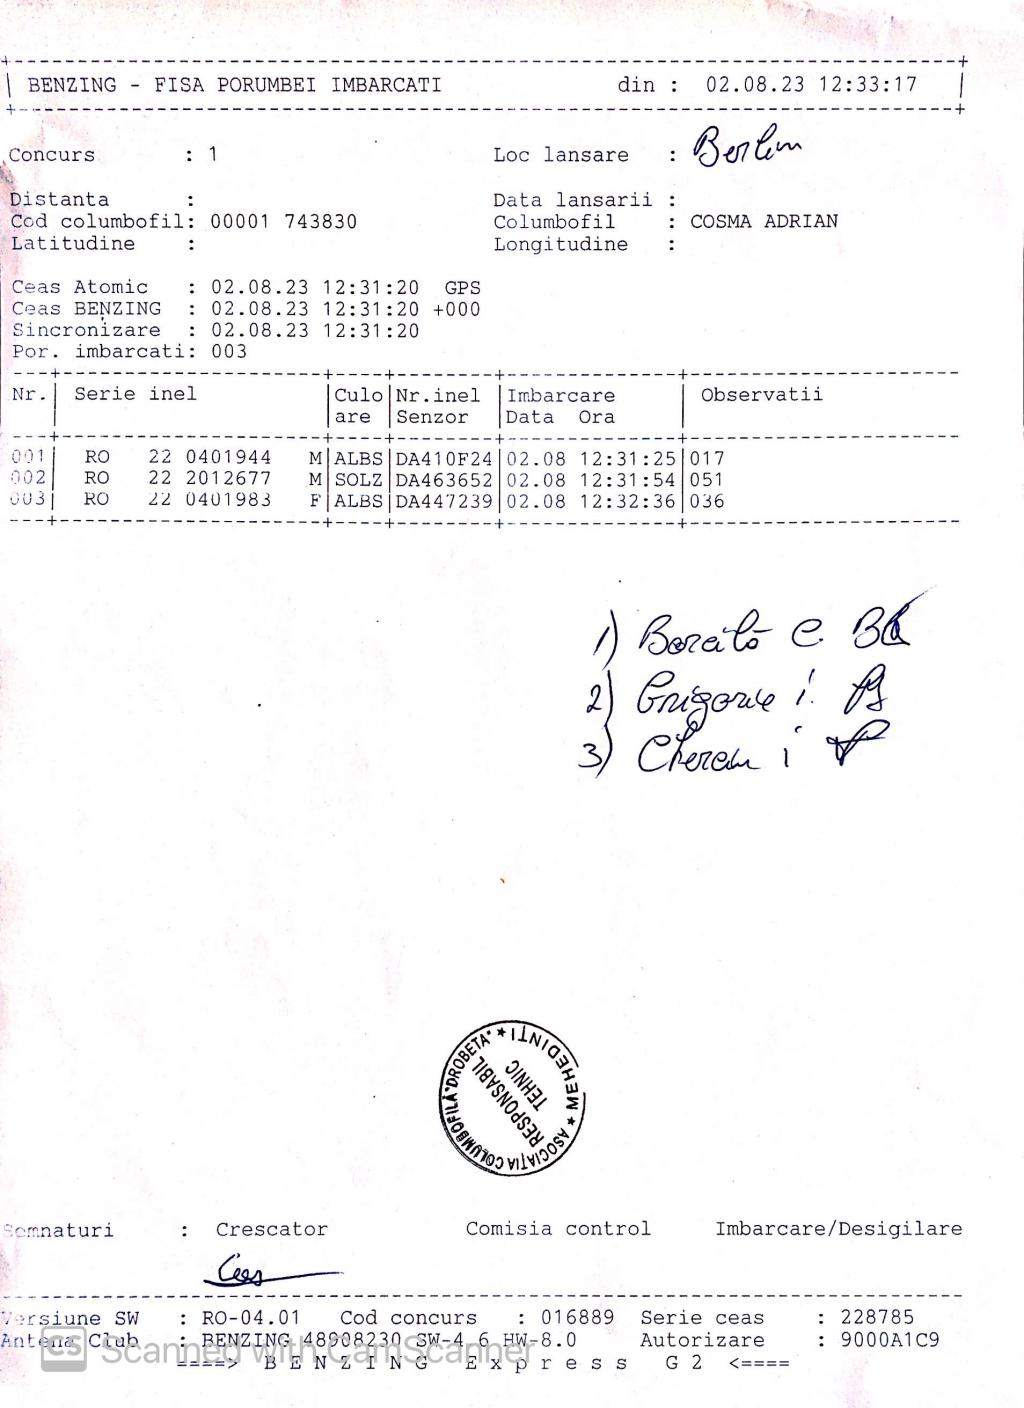 BENZING - FISA PORUMBEI IMBARCATI din : 02.08.23 12:33:17
Concurs : 1 Loc lansare : Berlin
Distanta : Data lansarii :
Cod columbofil: 00001 743830 Columbofil : COSMA ADRIAN
Latitudine : Longitudine :
Ceas Atomic : 02.08.23 12:31:20 GPS
Ceas BENZING : 02.08.23 12:31:20 +000
Sincronizare : 02.08.23 12:31:20
Por. imbarcati: 003
Nr. Serie inel Culo Nr.inel Imbarcare Observatii
are Senzor Data Ora
001 RO 22 0401944 M ALBS DA410F24 02.08 12:31:25 017
002 RO 22 2012677 M SOLZ DA463652 02.08 12:31:54 051
003 RO 22 0401983 F ALBS DA447239 02.08 12:32:36 036
1) C.
2) Grigorie i.
3) i
ASOCIAȚIA COLUMBOFILĂ "DROBETA" * MEHEDINȚI *
RESPONSABIL
TEHNIC
Semnaturi : Crescator Comisia control Imbarcare/Desigilare
Versiune SW : RO-04.01 Cod concurs : 016889 Serie ceas : 228785
Antena Club : BENZING 48908230 SW-4.6 HW-8.0 Autorizare : 9000A1C9
====> B E N Z I N G E x p r e s s G 2 <====
CS Scanned with CamScanner